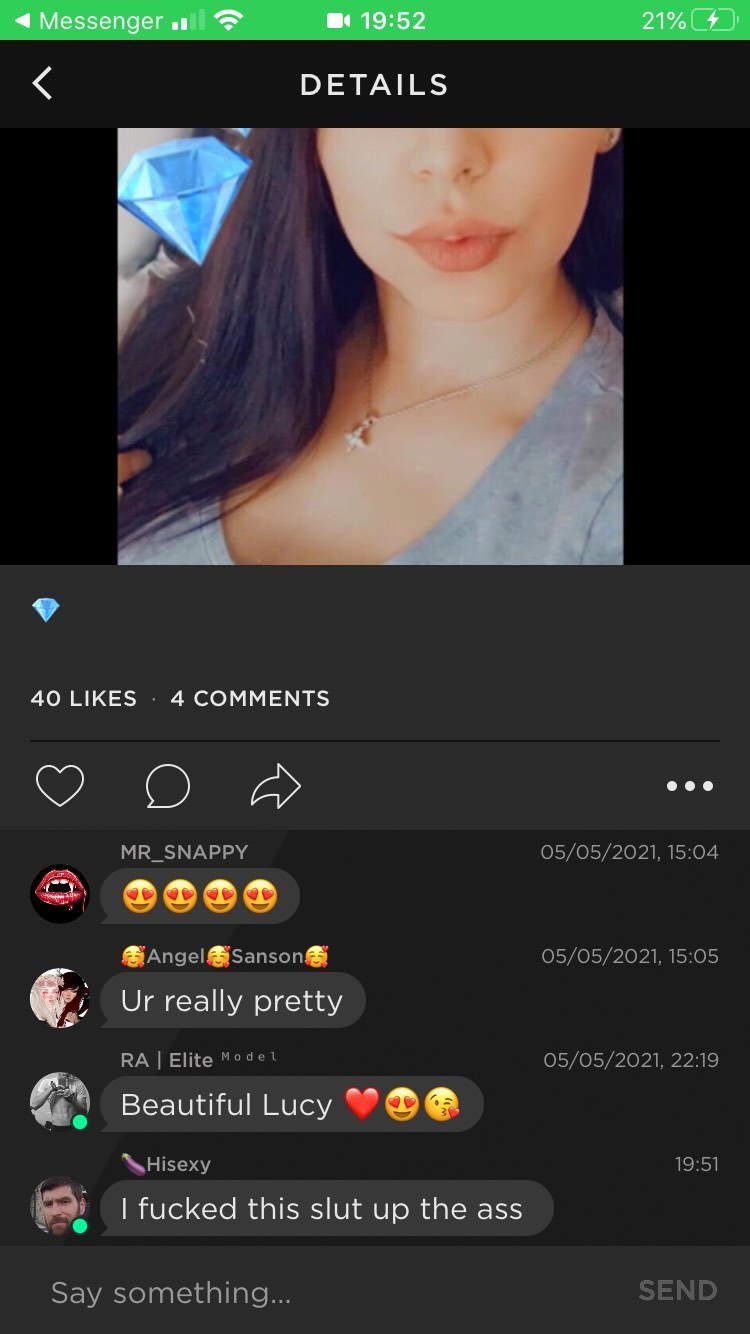 Messenger 19:52 21%
DETAILS
💎
40 LIKES · 4 COMMENTS
MR_SNAPPY 05/05/2021, 15:04
😍😍😍😍
🥰Angel🥰Sanson🥰 05/05/2021, 15:05
Ur really pretty
RA | Elite ᴹᵒᵈᵉˡ 05/05/2021, 22:19
Beautiful Lucy ❤️😍😘
🍆Hisexy 19:51
I fucked this slut up the ass
Say something... SEND